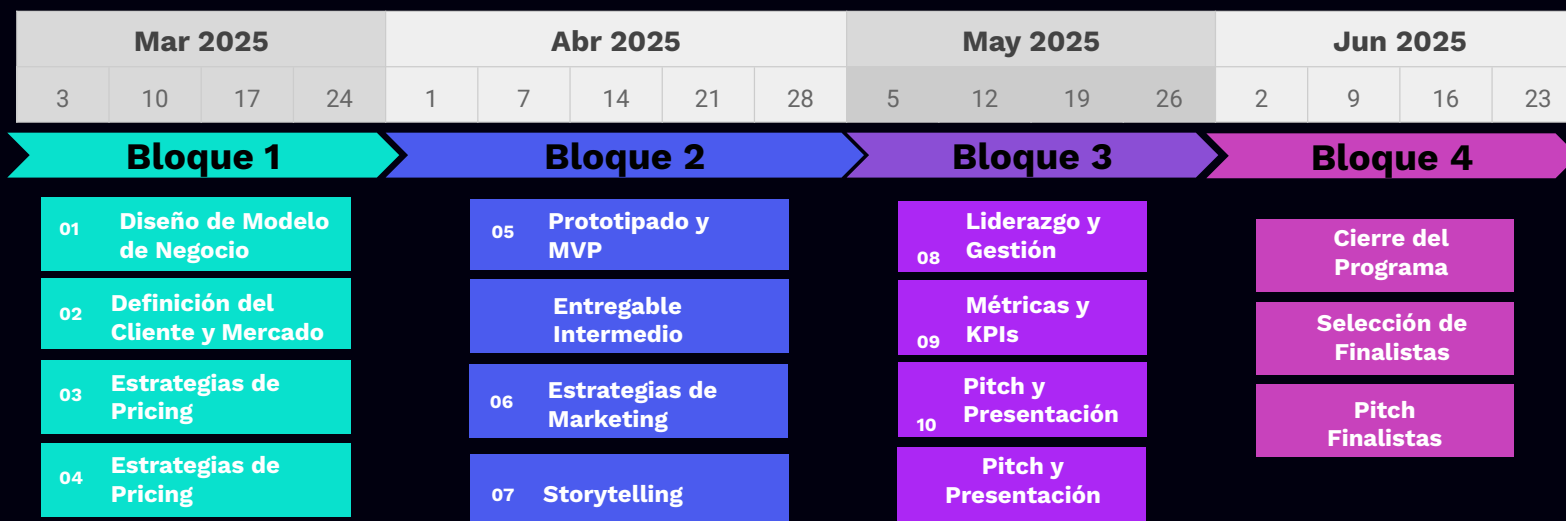 Mar 2025 Abr 2025 May 2025 Jun 2025
3 10 17 24 1 7 14 21 28 5 12 19 26 2 9 16 23
Bloque 1 Bloque 2 Bloque 3 Bloque 4
01 Diseño de Modelo
de Negocio
02 Definición del
Cliente y Mercado
03 Estrategias de
Pricing
04 Estrategias de
Pricing
05 Prototipado y
MVP
Entregable
Intermedio
06 Estrategias de
Marketing
07 Storytelling
08 Liderazgo y
Gestión
09 Métricas y
KPIs
10 Pitch y
Presentación
Pitch y
Presentación
Cierre del
Programa
Selección de
Finalistas
Pitch
Finalistas